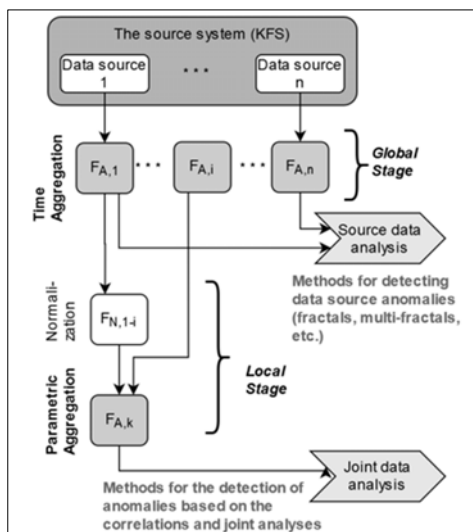 The source system (KFS)
Data source
1
* * *
Data source
n
Time
Aggregation
F_A,1
* * *
F_A,i
* * *
F_A,n
Global
Stage
Source data
analysis
Methods for detecting
data source anomalies
(fractals, multi-fractals,
etc.)
Normali-
zation
F_N,1-i
Local
Stage
Parametric
Aggregation
F_A,k
Methods for the detection of
anomalies based on the
correlations and joint analyses
Joint data
analysis